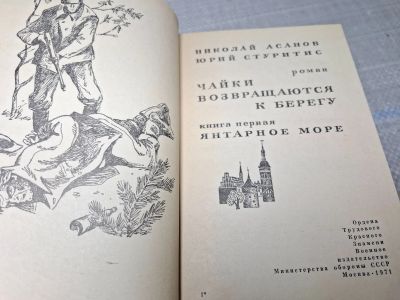 НИКОЛАЙ АСАНОВ
ЮРИЙ СТУРИТИС
роман
ЧАЙКИ
ВОЗВРАЩАЮТСЯ
К БЕРЕГУ
книга первая
ЯНТАРНОЕ МОРЕ
Ордена
Трудового
Красного
Знамени
Военное
издательство
Министерства обороны СССР
Москва-1971
1*